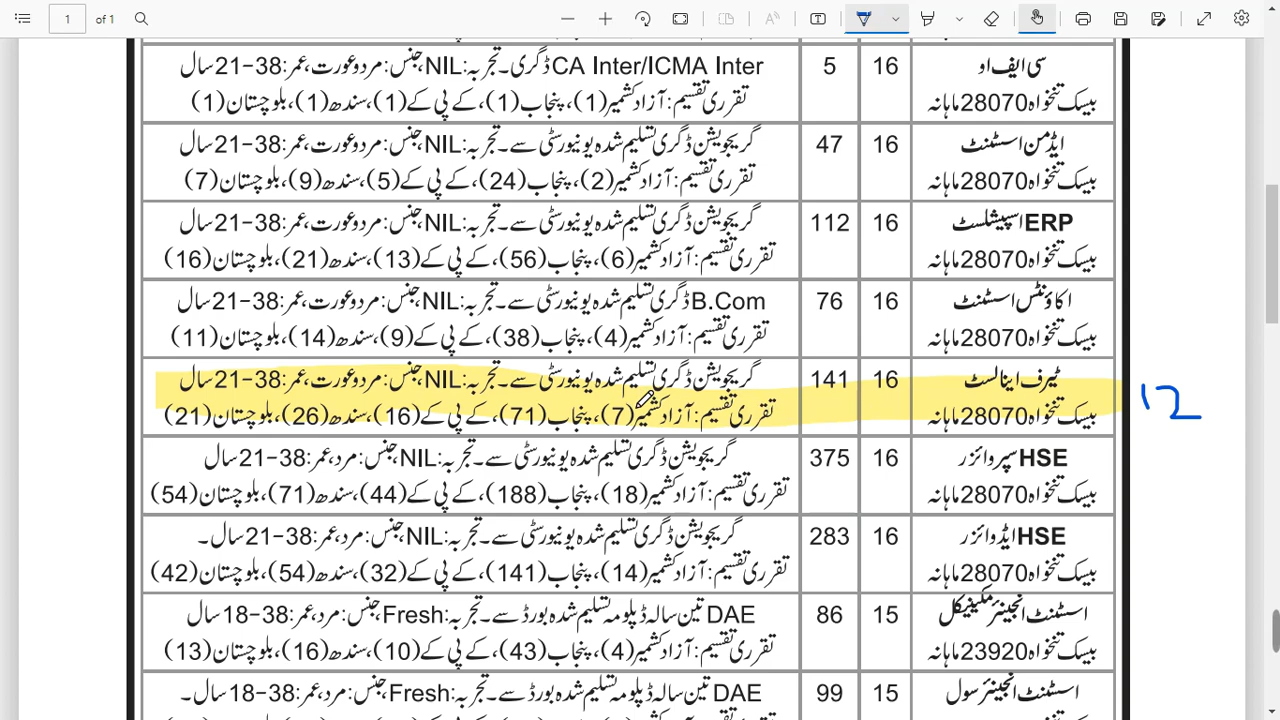 1 of 1
سی ایف او 16 5 CA Inter/ICMA Inter ڈگری۔ تجربہ: NIL جنس: مرد و عورت، عمر: 38-21 سال
بیسک تنخواہ 28070 ماہانہ تقرری تقسیم: آزاد کشمیر (1)، پنجاب (1)، کے پی کے (1)، سندھ (1)، بلوچستان (1)
ایڈمن اسسٹنٹ 16 47 گریجویشن ڈگری تسلیم شدہ یونیورسٹی سے۔ تجربہ: NIL جنس: مرد و عورت، عمر: 38-21 سال
بیسک تنخواہ 28070 ماہانہ تقرری تقسیم: آزاد کشمیر (2)، پنجاب (24)، کے پی کے (5)، سندھ (9)، بلوچستان (7)
ERP اسپیشلسٹ 16 112 گریجویشن ڈگری تسلیم شدہ یونیورسٹی سے۔ تجربہ: NIL جنس: مرد و عورت، عمر: 38-21 سال
بیسک تنخواہ 28070 ماہانہ تقرری تقسیم: آزاد کشمیر (6)، پنجاب (56)، کے پی کے (13)، سندھ (21)، بلوچستان (16)
اکاؤنٹس اسسٹنٹ 16 76 B.Com ڈگری تسلیم شدہ یونیورسٹی سے۔ تجربہ: NIL جنس: مرد و عورت، عمر: 38-21 سال
بیسک تنخواہ 28070 ماہانہ تقرری تقسیم: آزاد کشمیر (4)، پنجاب (38)، کے پی کے (9)، سندھ (14)، بلوچستان (11)
ٹیرف اینالسٹ 16 141 گریجویشن ڈگری تسلیم شدہ یونیورسٹی سے۔ تجربہ: NIL جنس: مرد و عورت، عمر: 38-21 سال
12
بیسک تنخواہ 28070 ماہانہ تقرری تقسیم: آزاد کشمیر (7)، پنجاب (71)، کے پی کے (16)، سندھ (26)، بلوچستان (21)
HSE سپروائزر 16 375 گریجویشن ڈگری تسلیم شدہ یونیورسٹی سے۔ تجربہ: NIL جنس: مرد، عمر: 38-21 سال
بیسک تنخواہ 28070 ماہانہ تقرری تقسیم: آزاد کشمیر (18)، پنجاب (188)، کے پی کے (44)، سندھ (71)، بلوچستان (54)
HSE ایڈوائزر 16 283 گریجویشن ڈگری تسلیم شدہ یونیورسٹی سے۔ تجربہ: NIL جنس: مرد، عمر: 38-21 سال۔
بیسک تنخواہ 28070 ماہانہ تقرری تقسیم: آزاد کشمیر (14)، پنجاب (141)، کے پی کے (32)، سندھ (54)، بلوچستان (42)
اسسٹنٹ انجینئر مکینیکل 15 86 DAE تین سالہ ڈپلومہ تسلیم شدہ بورڈ سے۔ تجربہ: Fresh جنس: مرد، عمر: 38-18 سال
بیسک تنخواہ 23920 ماہانہ تقرری تقسیم: آزاد کشمیر (4)، پنجاب (43)، کے پی کے (10)، سندھ (16)، بلوچستان (13)
اسسٹنٹ انجینئر سول 15 99 DAE تین سالہ ڈپلومہ تسلیم شدہ بورڈ سے۔ تجربہ: Fresh جنس: مرد، عمر: 38-18 سال۔